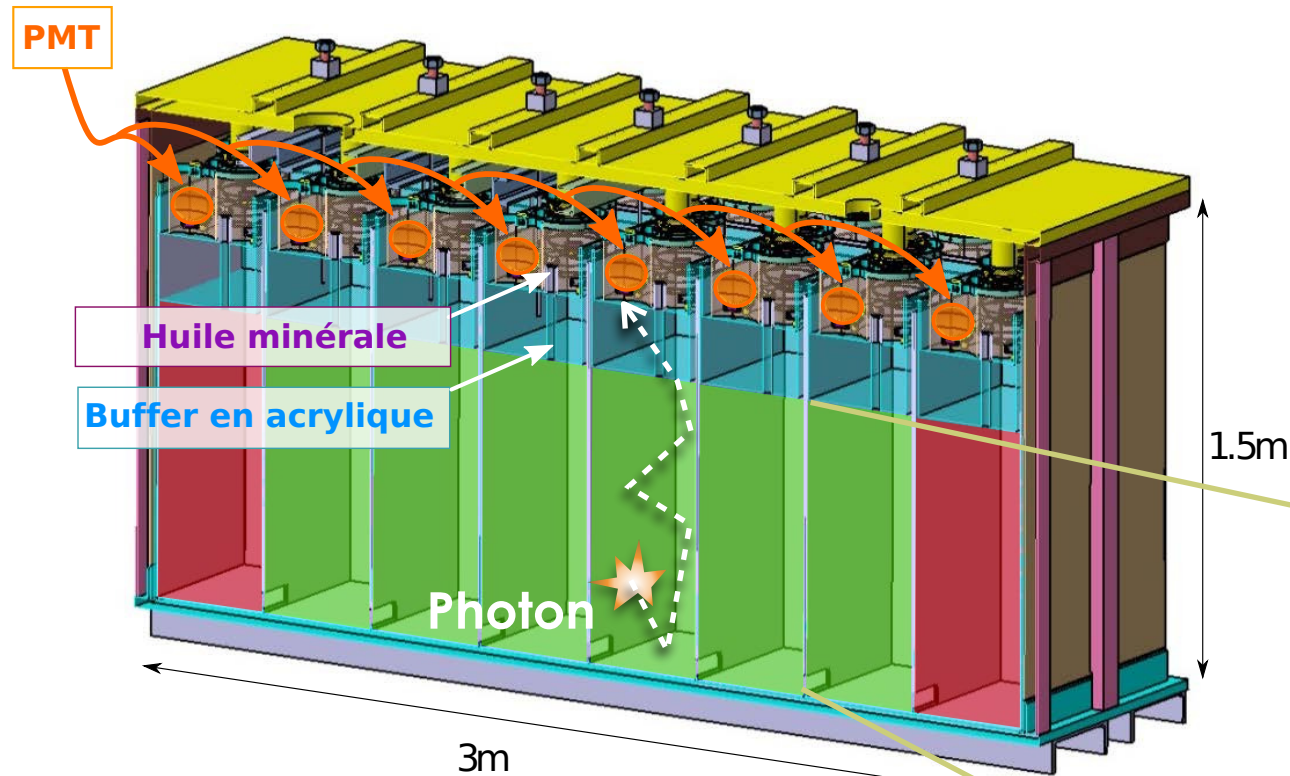 PMT
Huile minérale
Buffer en acrylique
1.5m
Photon
3m